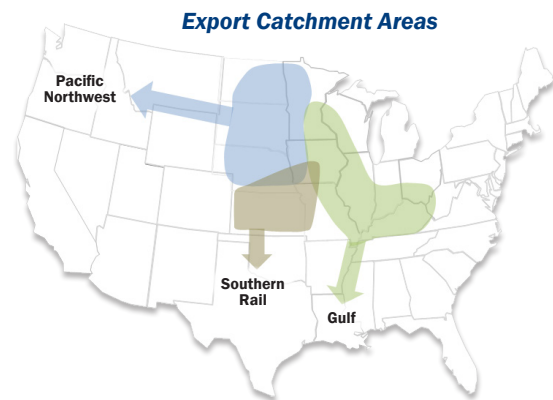 Export Catchment Areas
Pacific
Northwest
Southern
Rail
Gulf